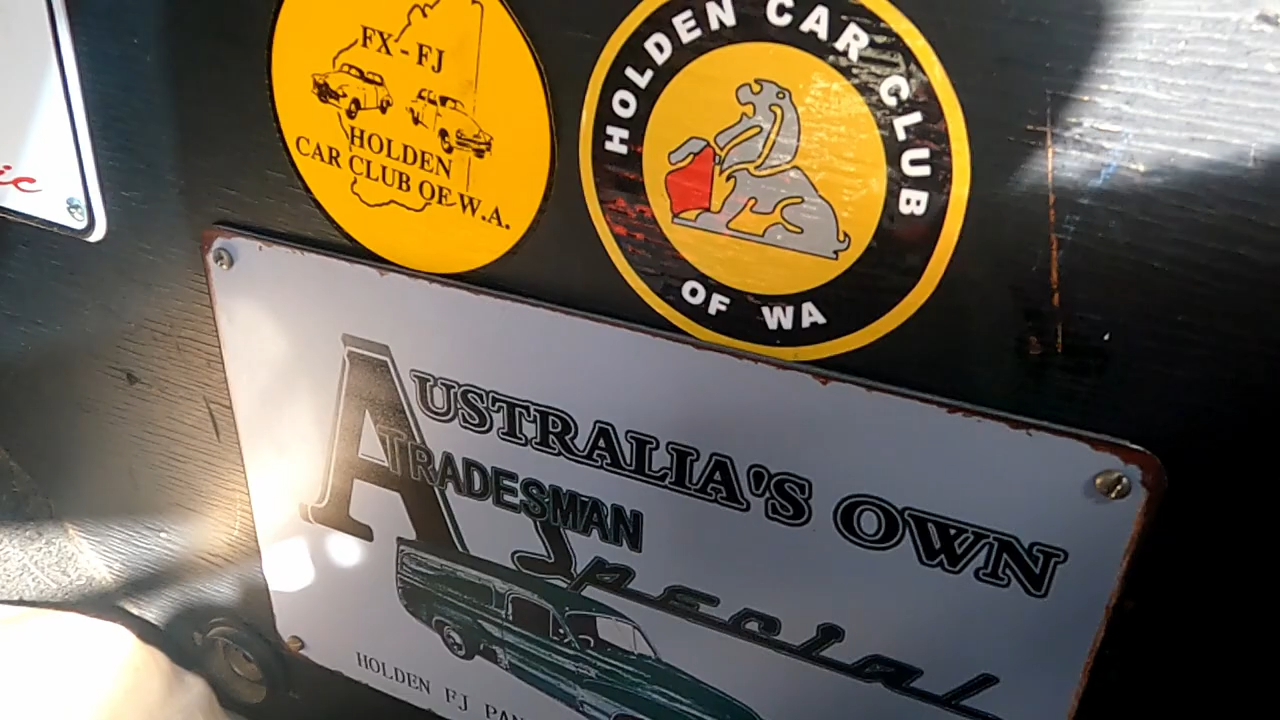 FX - FJ
HOLDEN
CAR CLUB OF W.A.
HOLDEN CAR CLUB
OF WA
AUSTRALIA'S OWN
TRADESMAN
Special
HOLDEN FJ